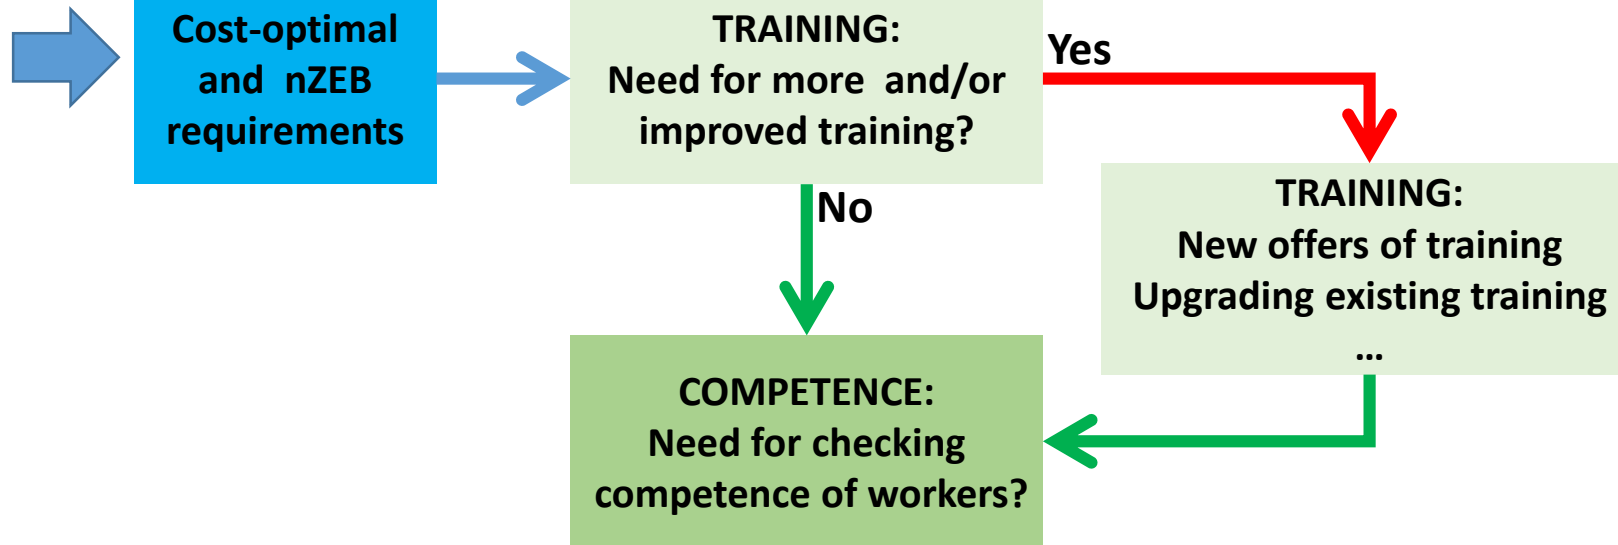 Cost-optimal
and nZEB
requirements
TRAINING:
Need for more and/or
improved training?
Yes
No
TRAINING:
New offers of training
Upgrading existing training
...
COMPETENCE:
Need for checking
competence of workers?